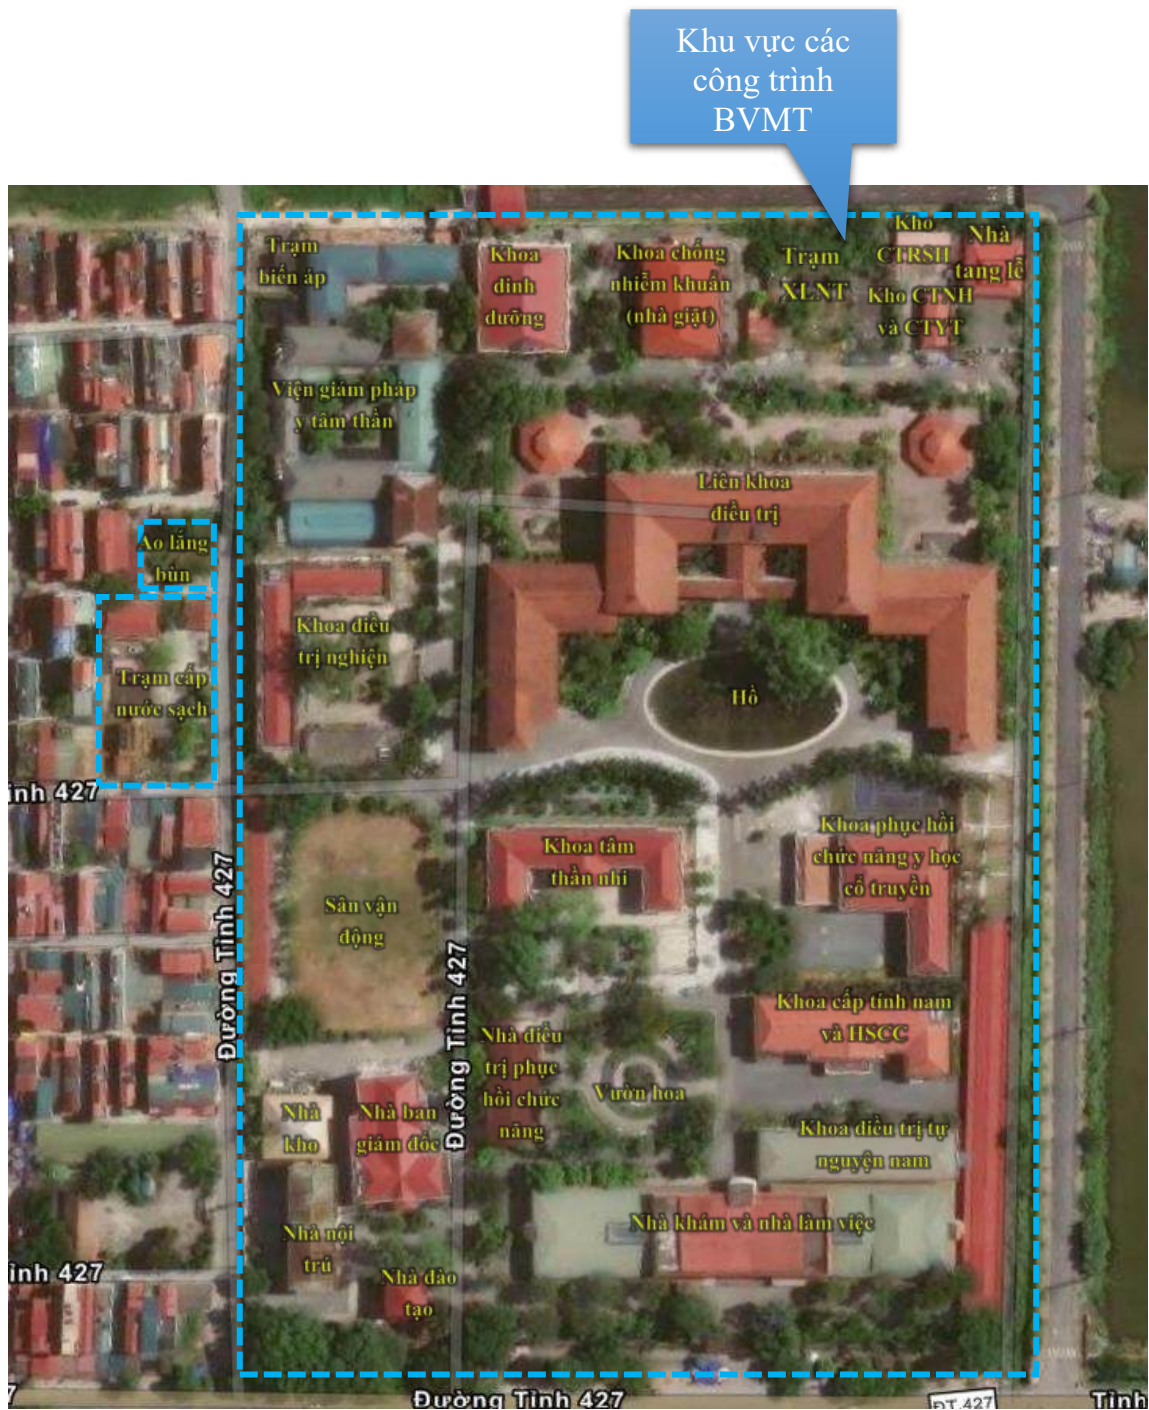 Khu vực các
công trình
BVMT
Trạm
biến áp
Khoa
dinh
dưỡng
Khoa chống
nhiễm khuẩn
(nhà giặt)
Trạm
XLNT
Kho
CTRSH
Kho CTNH
và CTYT
Nhà
tang lễ
Viện giám pháp
y tâm thần
Liên khoa
điều trị
Ao lắng
bùn
Khoa điều
trị nghiện
Trạm cấp
nước sạch
Hồ
ỉnh 427
Khoa tâm
thần nhi
Khoa phục hồi
chức năng y học
cổ truyền
Sân vận
động
Đường Tỉnh 427
Đường Tỉnh 427
Khoa cấp tính nam
và HSCC
Nhà điều
trị phục
hồi chức
năng
Vườn hoa
Nhà
kho
Nhà ban
giám đốc
Khoa điều trị tự
nguyện nam
Nhà khám và nhà làm việc
Nhà nội
trú
Nhà đào
tạo
ỉnh 427
7
Đường Tỉnh 427
ĐT.427
Tỉnh